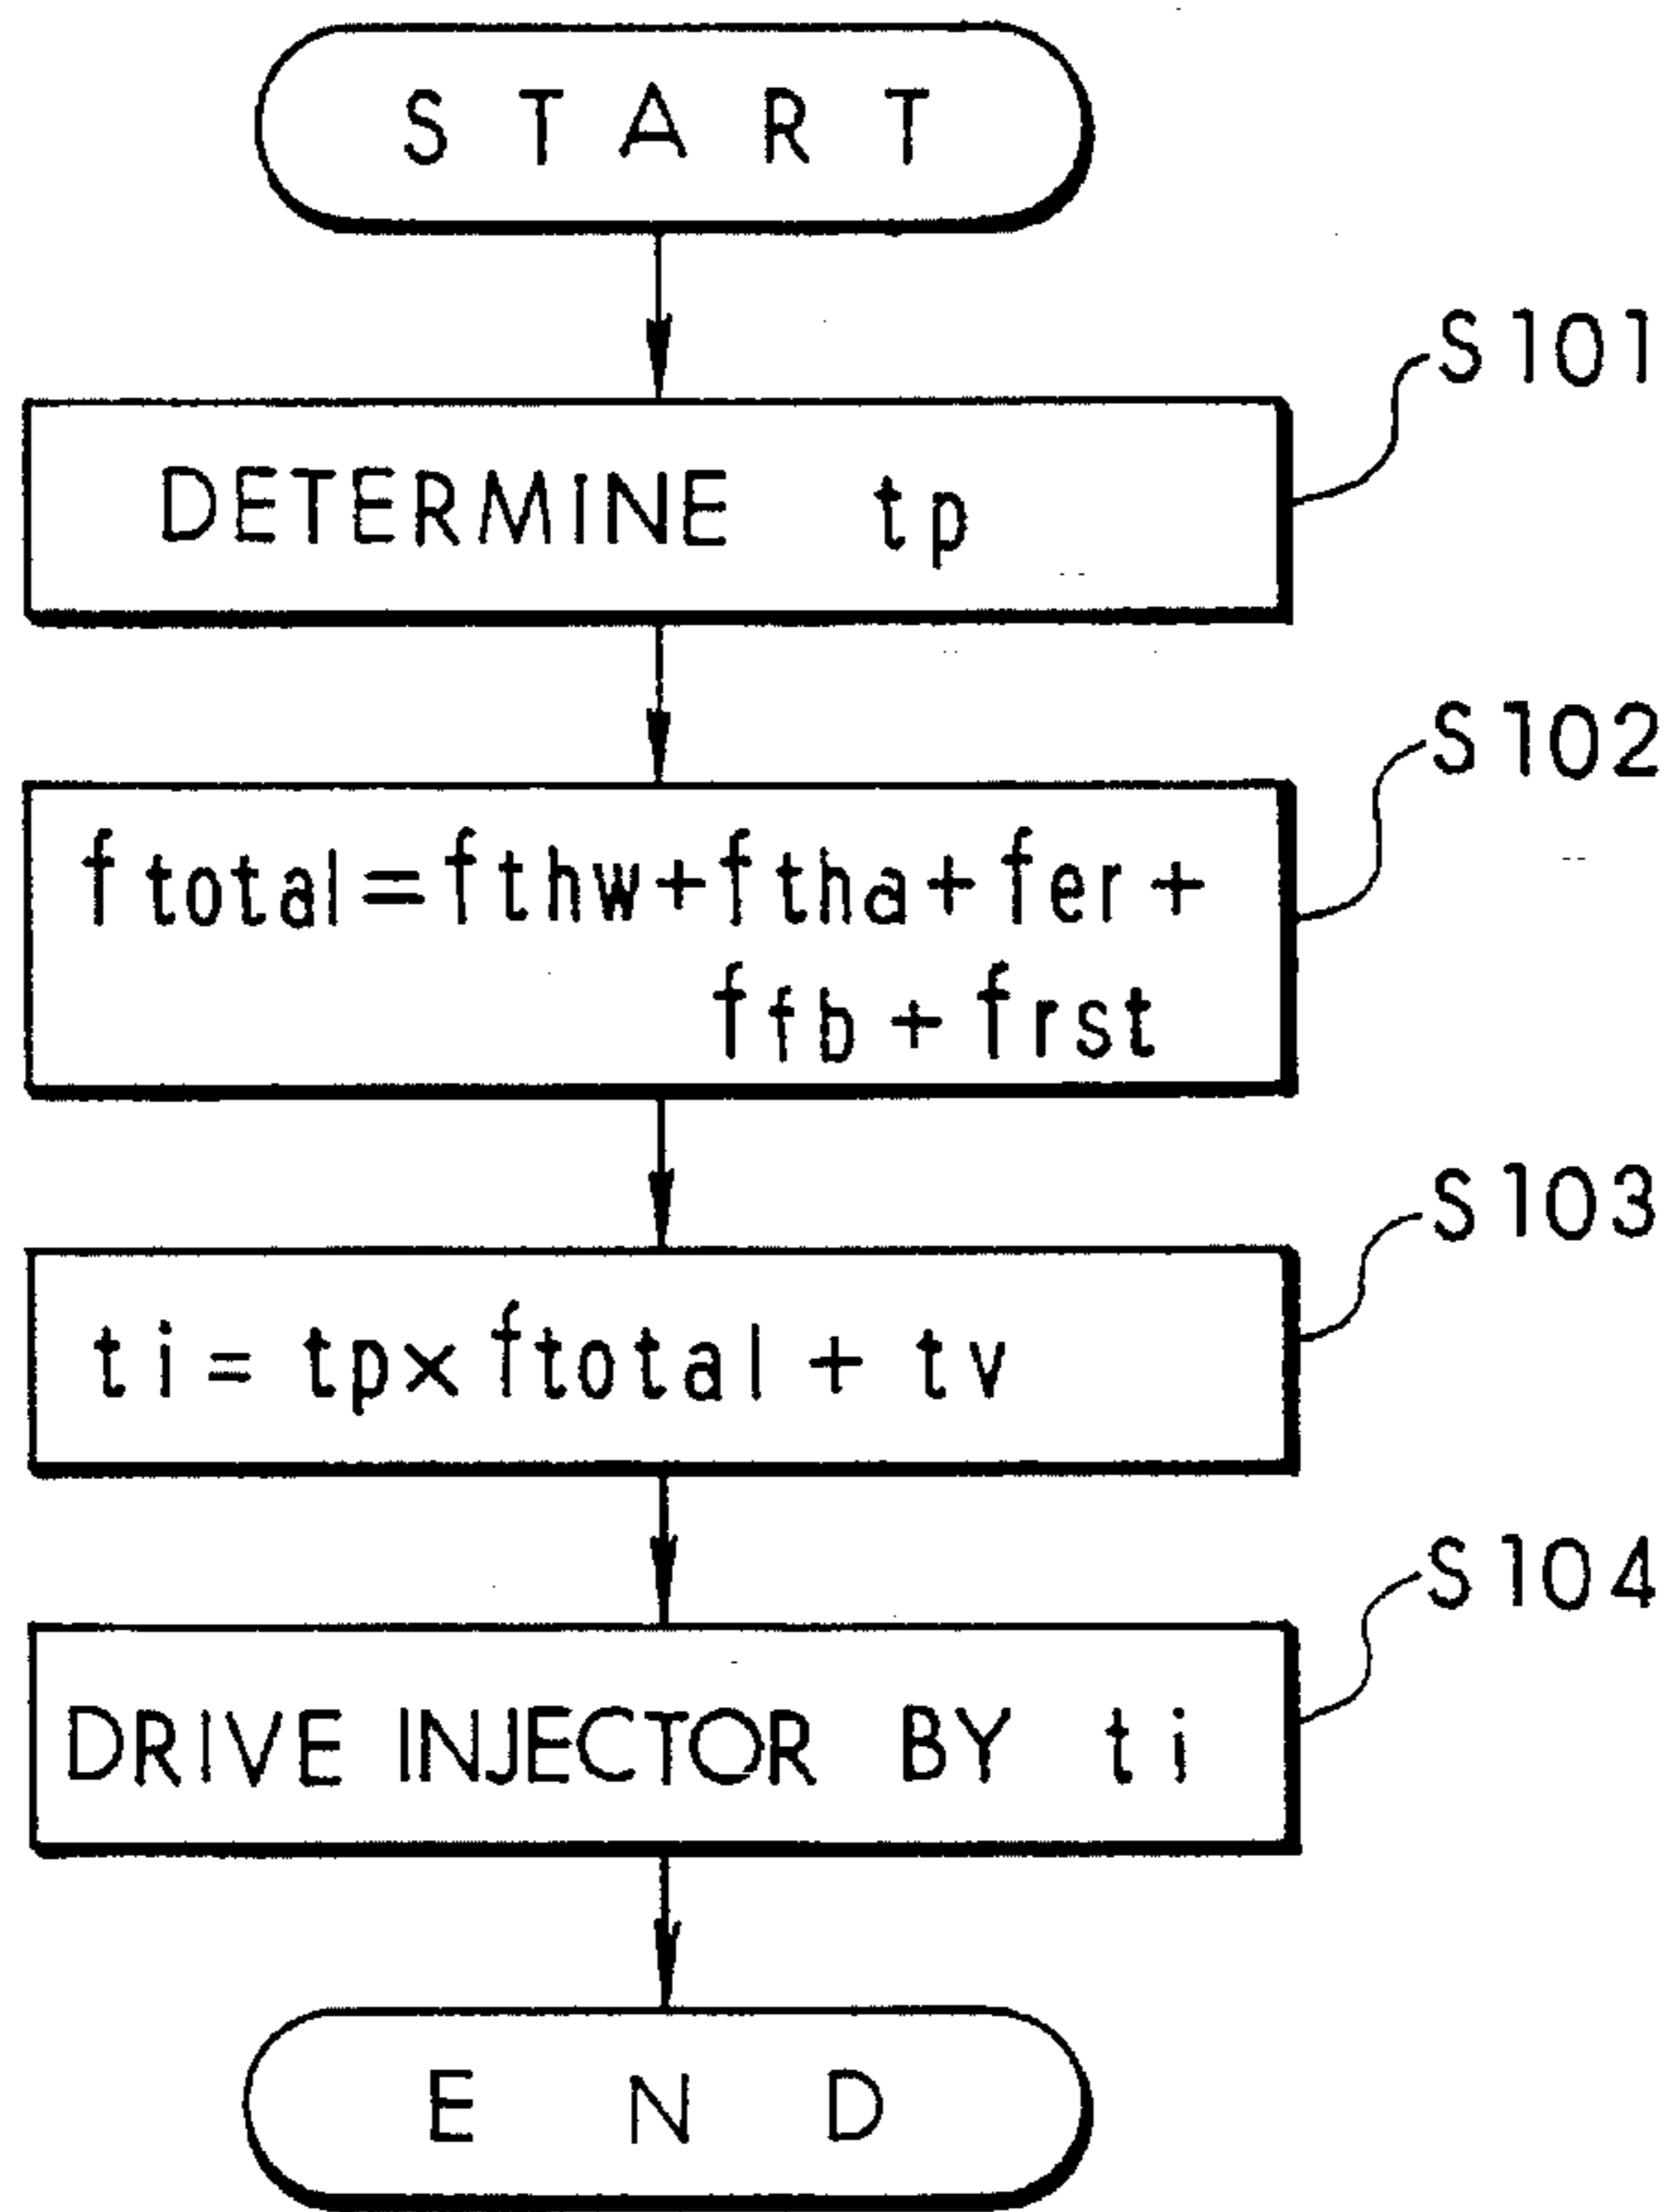 START
S101
DETERMINE tp
S102
ftotal=fthw+ftha+fer+
ffb+frst
S103
ti= tp×ftotal+tv
S104
DRIVE INJECTOR BY ti
END